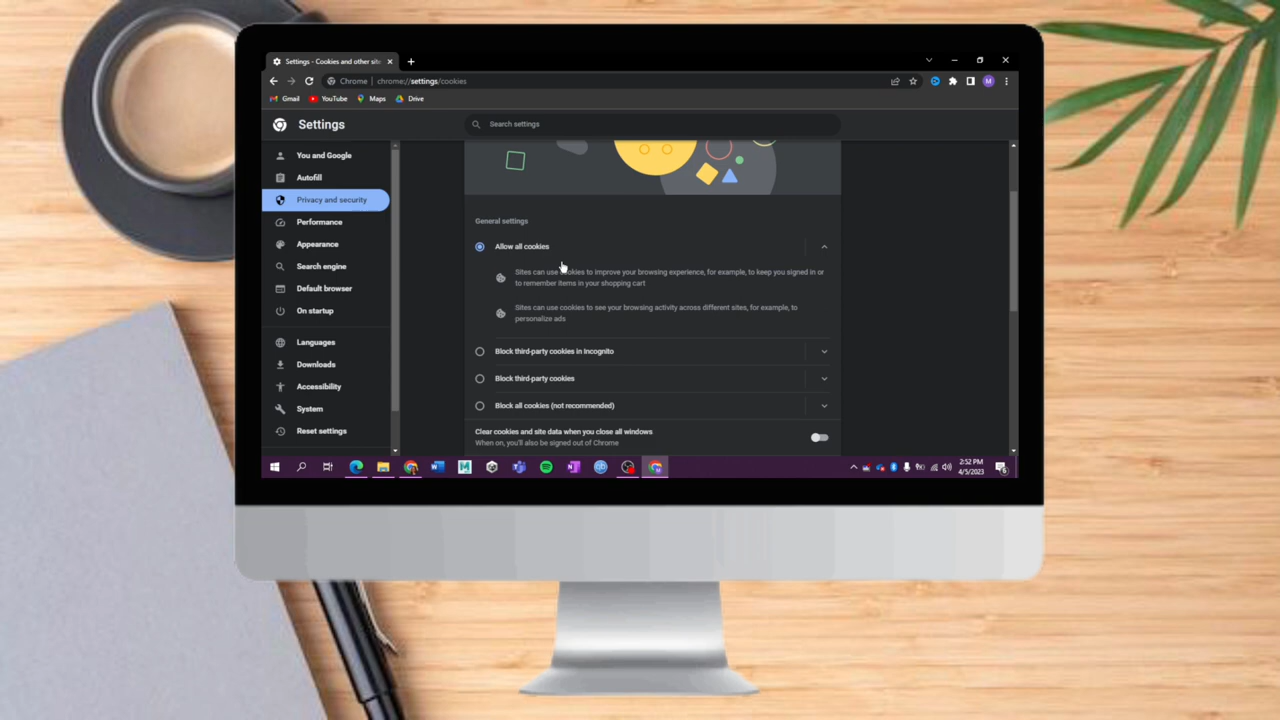 Settings - Cookies and other sit
Chrome | chrome://settings/cookies
Gmail YouTube Maps Drive
Settings
Search settings
You and Google
Autofill
Privacy and security
Performance
Appearance
Search engine
Default browser
On startup
Languages
Downloads
Accessibility
System
Reset settings
General settings
Allow all cookies
Sites can use cookies to improve your browsing experience, for example, to keep you signed in or
to remember items in your shopping cart
Sites can use cookies to see your browsing activity across different sites, for example, to
personalize ads
Block third-party cookies in Incognito
Block third-party cookies
Block all cookies (not recommended)
Clear cookies and site data when you close all windows
When on, you'll also be signed out of Chrome
2:52 PM
4/5/2023